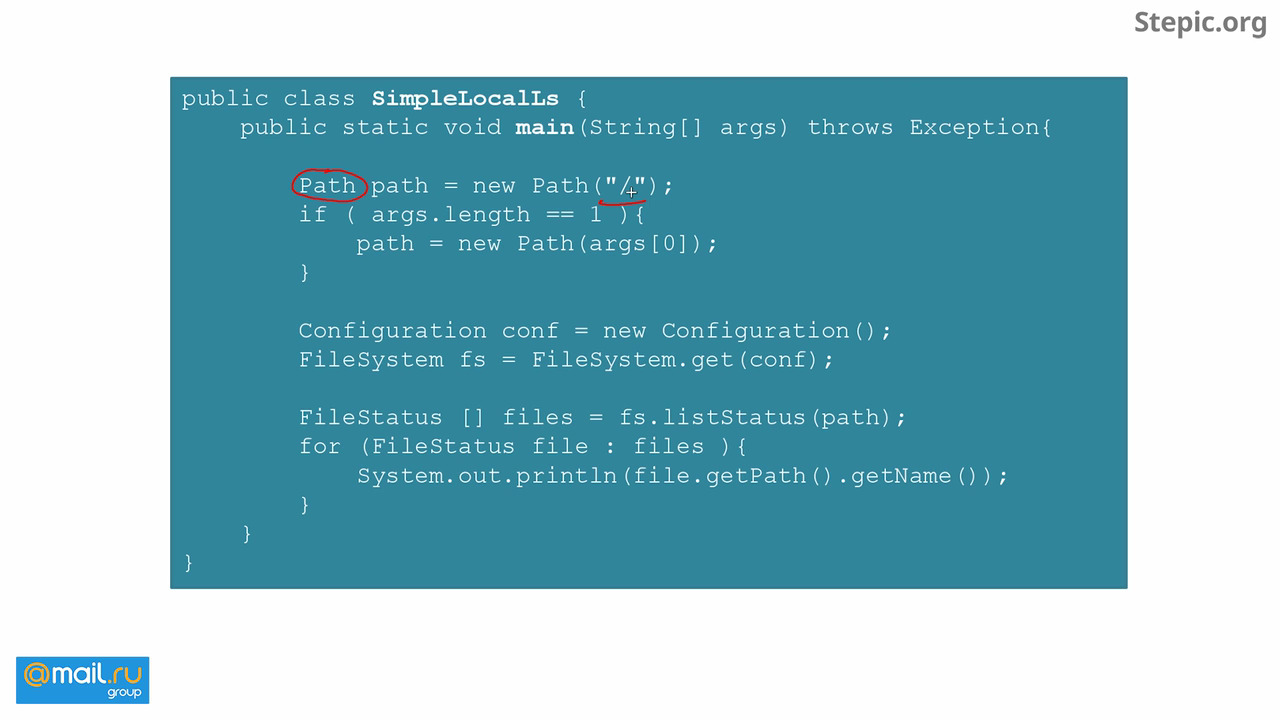 Stepic.org
public class SimpleLocalLs {
public static void main(String[] args) throws Exception{
Path path = new Path("/");
if ( args.length == 1 ){
path = new Path(args[0]);
}
Configuration conf = new Configuration();
FileSystem fs = FileSystem.get(conf);
FileStatus [] files = fs.listStatus(path);
for (FileStatus file : files ){
System.out.println(file.getPath().getName());
}
}
}
@mail.ru
group